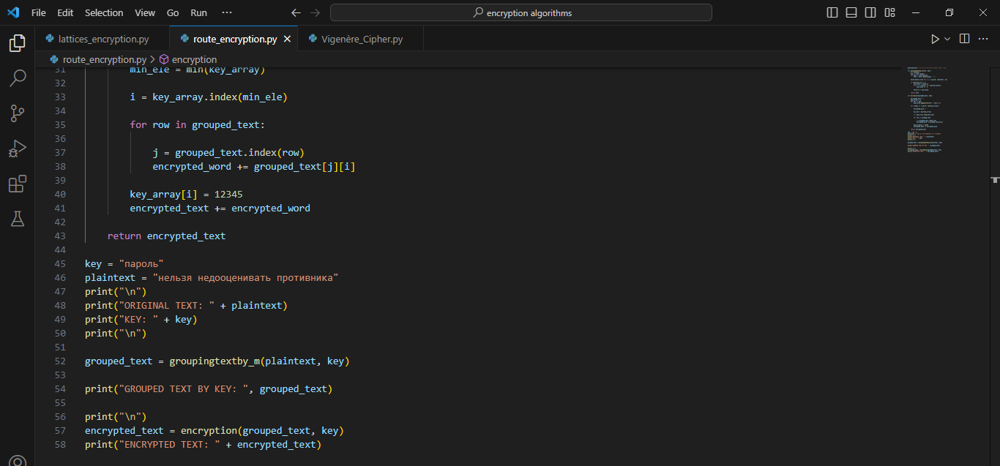 File Edit Selection View Go Run ··· encryption algorithms
lattices_encryption.py route_encryption.py Vigenère_Cipher.py
route_encryption.py > encryption
31 min_ele = min(key_array)
32
33 i = key_array.index(min_ele)
34
35 for row in grouped_text:
36
37 j = grouped_text.index(row)
38 encrypted_word += grouped_text[j][i]
39
40 key_array[i] = 12345
41 encrypted_text += encrypted_word
42
43 return encrypted_text
44
45 key = "пароль"
46 plaintext = "нельзя недооценивать противника"
47 print("\n")
48 print("ORIGINAL TEXT: " + plaintext)
49 print("KEY: " + key)
50 print("\n")
51
52 grouped_text = groupingtextby_m(plaintext, key)
53
54 print("GROUPED TEXT BY KEY: ", grouped_text)
55
56 print("\n")
57 encrypted_text = encryption(grouped_text, key)
58 print("ENCRYPTED TEXT: " + encrypted_text)